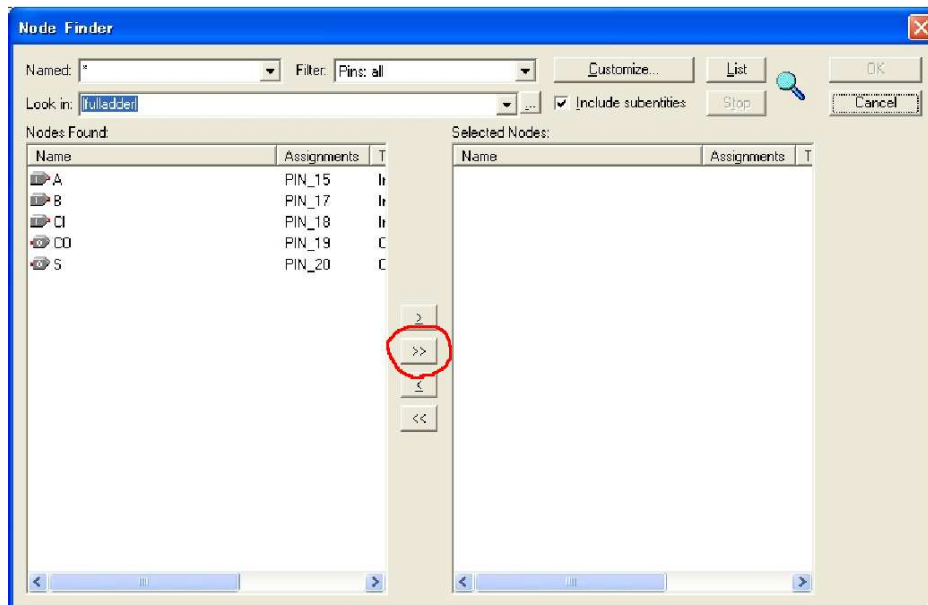 Node Finder
Named: * Filter: Pins: all Customize... List OK
Look in: |fulladder| ... Include subentities Stop Cancel
Nodes Found: Selected Nodes:
Name Assignments T Name Assignments T
A PIN_15 I
B PIN_17 I
CI PIN_18 I
CO PIN_19 C
S PIN_20 C
>
>>
<
<<